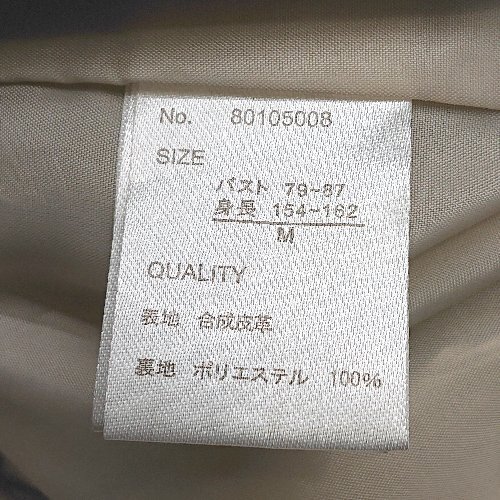 No. 80105008
SIZE
バスト 79~87
身長 154~162
M
QUALITY
表地 合成皮革
裏地 ポリエステル 100%